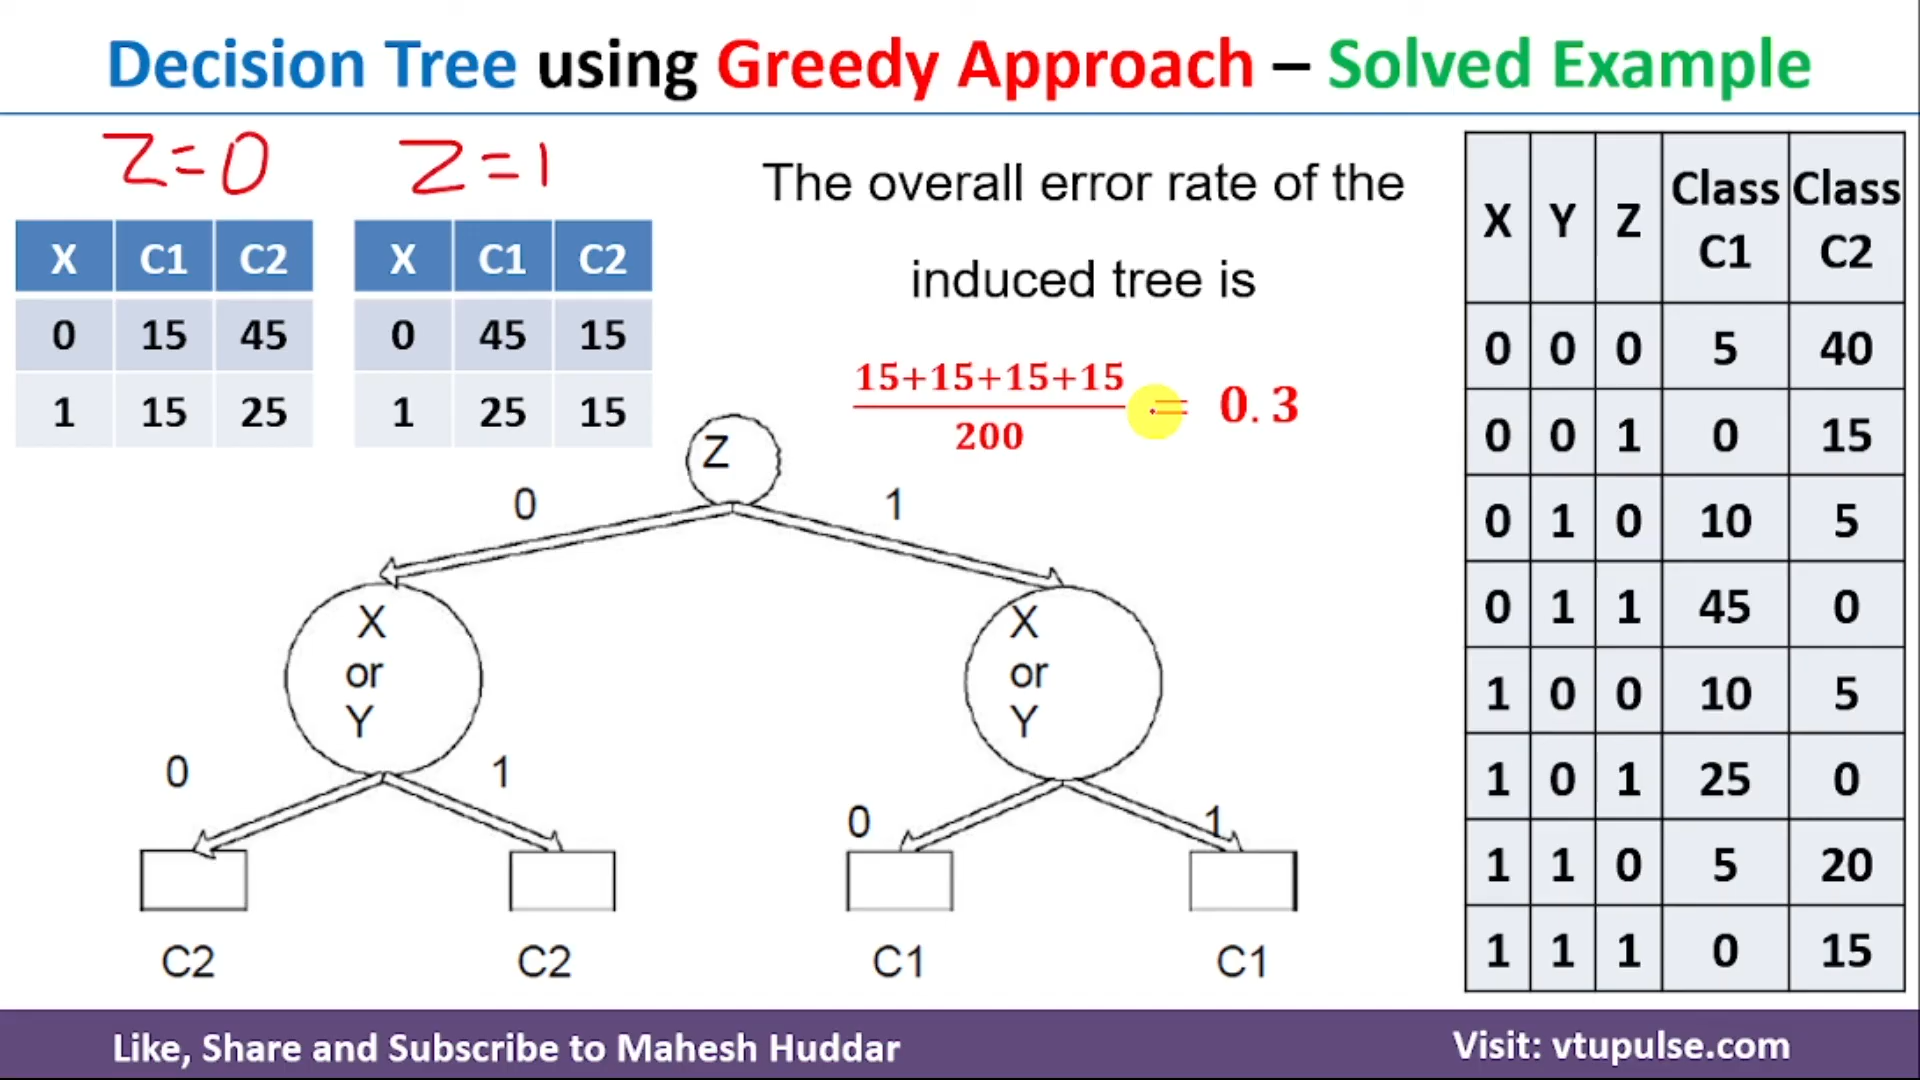 Decision Tree using Greedy Approach – Solved Example
Z=0
Z=1
X C1 C2
0 15 45
1 15 25
X C1 C2
0 45 15
1 25 15
The overall error rate of the
induced tree is
15+15+15+15
200
= 0.3
Z
0 1
X
or
Y
X
or
Y
0 1
0 1
C2 C2 C1 C1
X Y Z Class C1 Class C2
0 0 0 5 40
0 0 1 0 15
0 1 0 10 5
0 1 1 45 0
1 0 0 10 5
1 0 1 25 0
1 1 0 5 20
1 1 1 0 15
Like, Share and Subscribe to Mahesh Huddar
Visit: vtupulse.com